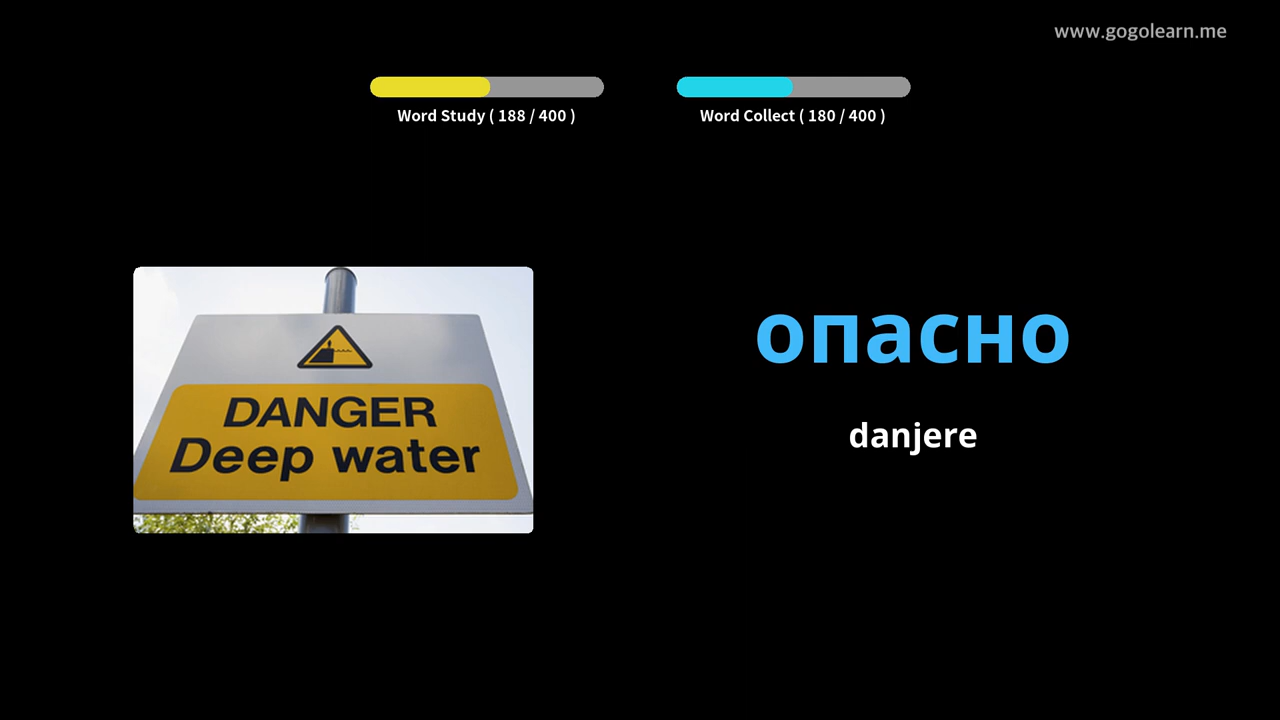 www.gogolearn.me
Word Study ( 188 / 400 )
Word Collect ( 180 / 400 )
DANGER
Deep water
опасно
danjere